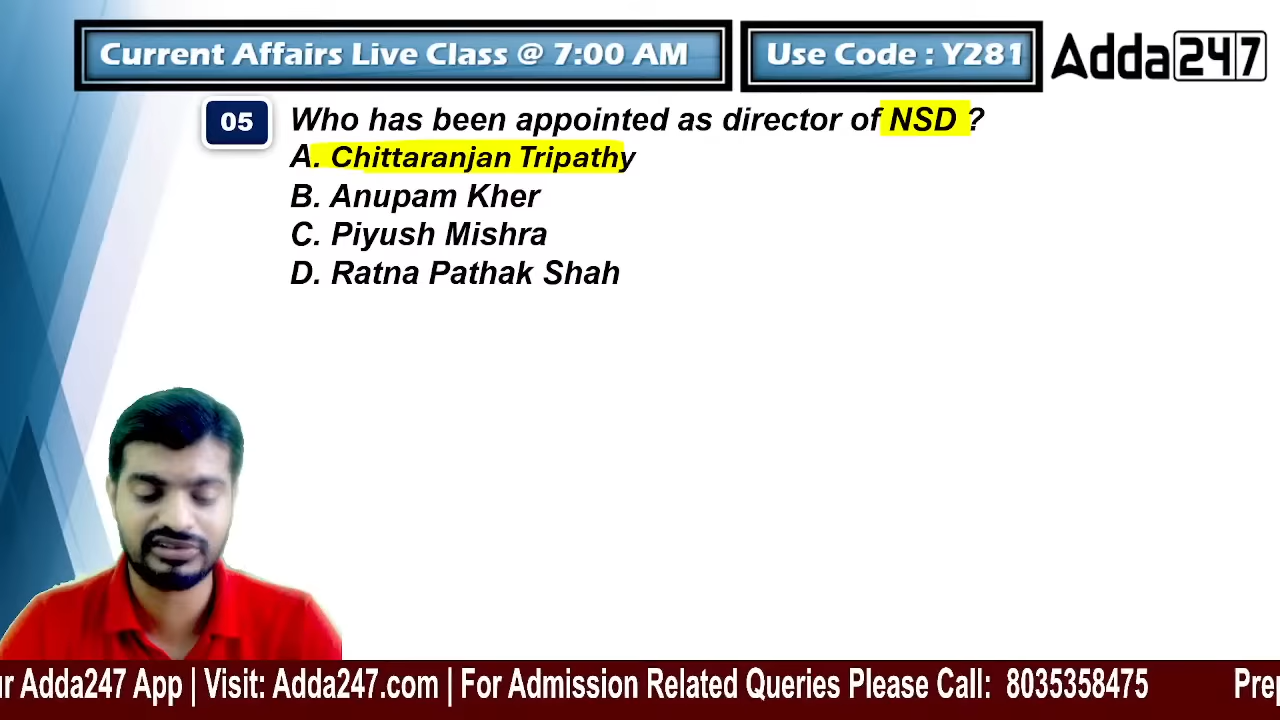 Current Affairs Live Class @ 7:00 AM
Use Code : Y281
Adda247
05
Who has been appointed as director of NSD ?
A. Chittaranjan Tripathy
B. Anupam Kher
C. Piyush Mishra
D. Ratna Pathak Shah
Adda247 App | Visit: Adda247.com | For Admission Related Queries Please Call: 8035358475